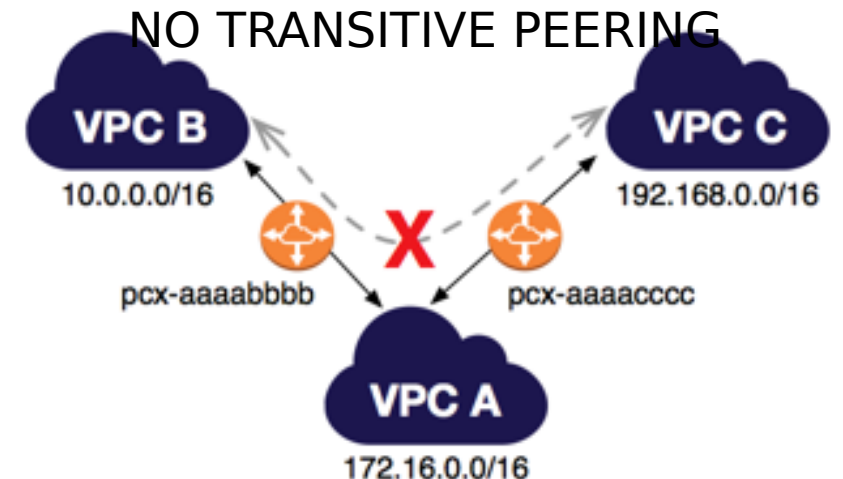 NO TRANSITIVE PEERING
VPC B
VPC C
10.0.0.0/16
192.168.0.0/16
X
pcx-aaaabbbb
pcx-aaaacccc
VPC A
172.16.0.0/16